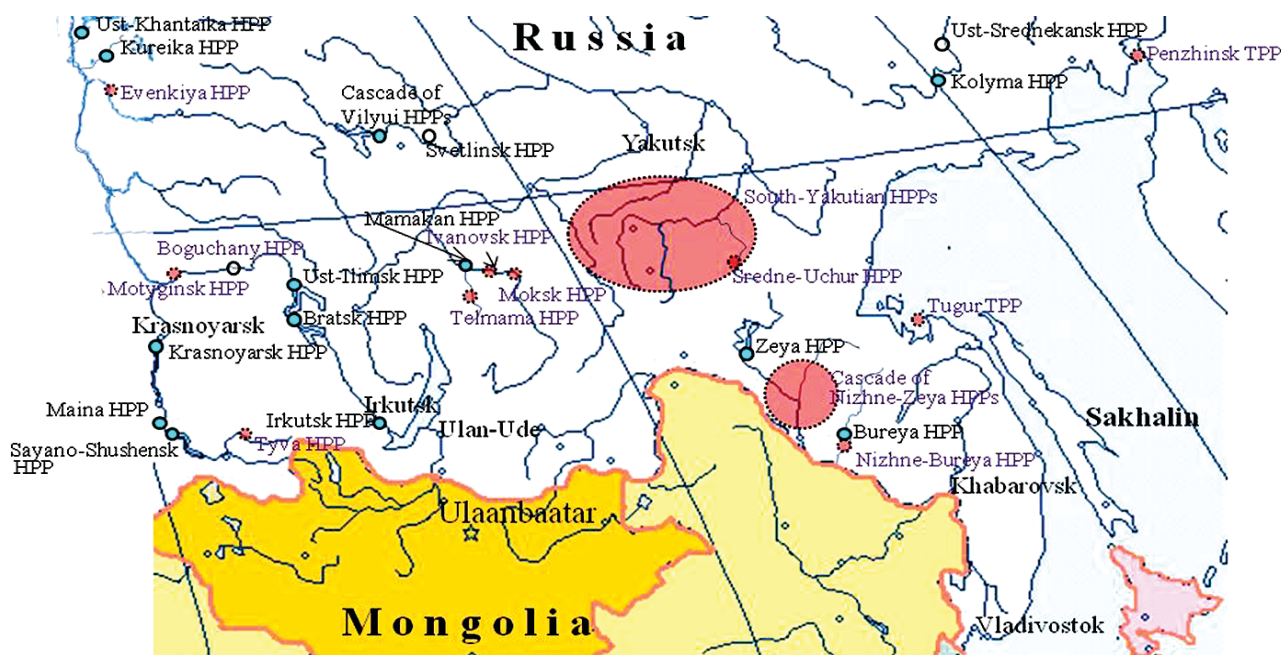 Ust-Khantaika HPP
Russia
Ust-Srednekansk HPP
Kureika HPP
Penzhinsk TPP
Evenkiya HPP
Kolyma HPP
Cascade of
Vilyui HPPs
Svetlinsk HPP
Yakutsk
South-Yakutian HPPs
Mamakan HPP
Ivanovsk HPP
Boguchany HPP
Ust-Ilimsk HPP
Sredne-Uchur HPP
Motyginsk HPP
Moksk HPP
Telmama HPP
Tugur TPP
Bratsk HPP
Krasnoyarsk
Krasnoyarsk HPP
Zeya HPP
Cascade of
Nizhne-Zeya HPPs
Maina HPP
Irkutsk
Irkutsk HPP
Sakhalin
Ulan-Ude
Bureya HPP
Tyva HPP
Sayano-Shushensk
HPP
Nizhne-Bureya HPP
Khabarovsk
Ulaanbaatar
Mongolia
Vladivostok